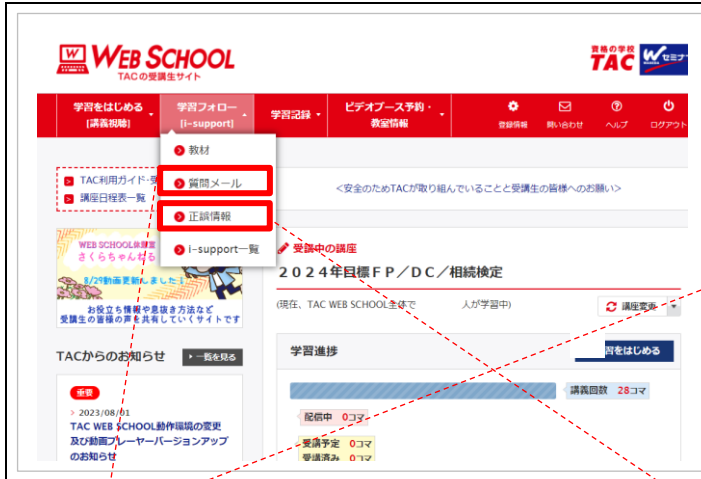 WEB SCHOOL
TACの受講生サイト
資格の学校
TAC
Wセミナー
学習をはじめる
[講義視聴]
学習フォロー
[i-support]
学習記録
ビデオブース予約・
教室情報
登録情報
問い合わせ
ヘルプ
ログアウト
教材
質問メール
正誤情報
i-support一覧
TAC利用ガイド・受
講座日程表一覧
<安全のためTACが取り組んでいることと受講生の皆様へのお願い>
WEB SCHOOL休憩室
さくらちゃんねる
8/29動画更新しました!
お役立ち情報や息抜き方法など
受講生の皆様の声を共有していくサイトです
受講中の講座
2024年目標FP/DC/相続検定
(現在、TAC WEB SCHOOL全体で 人が学習中)
講座変更
TACからのお知らせ
一覧を見る
学習進捗
習をはじめる
講義回数 28コマ
配信中 0コマ
受講予定 0コマ
受講済み 0コマ
重要
> 2023/08/01
TAC WEB SCHOOL動作環境の変更
及び動画プレーヤーバージョンアップ
のお知らせ